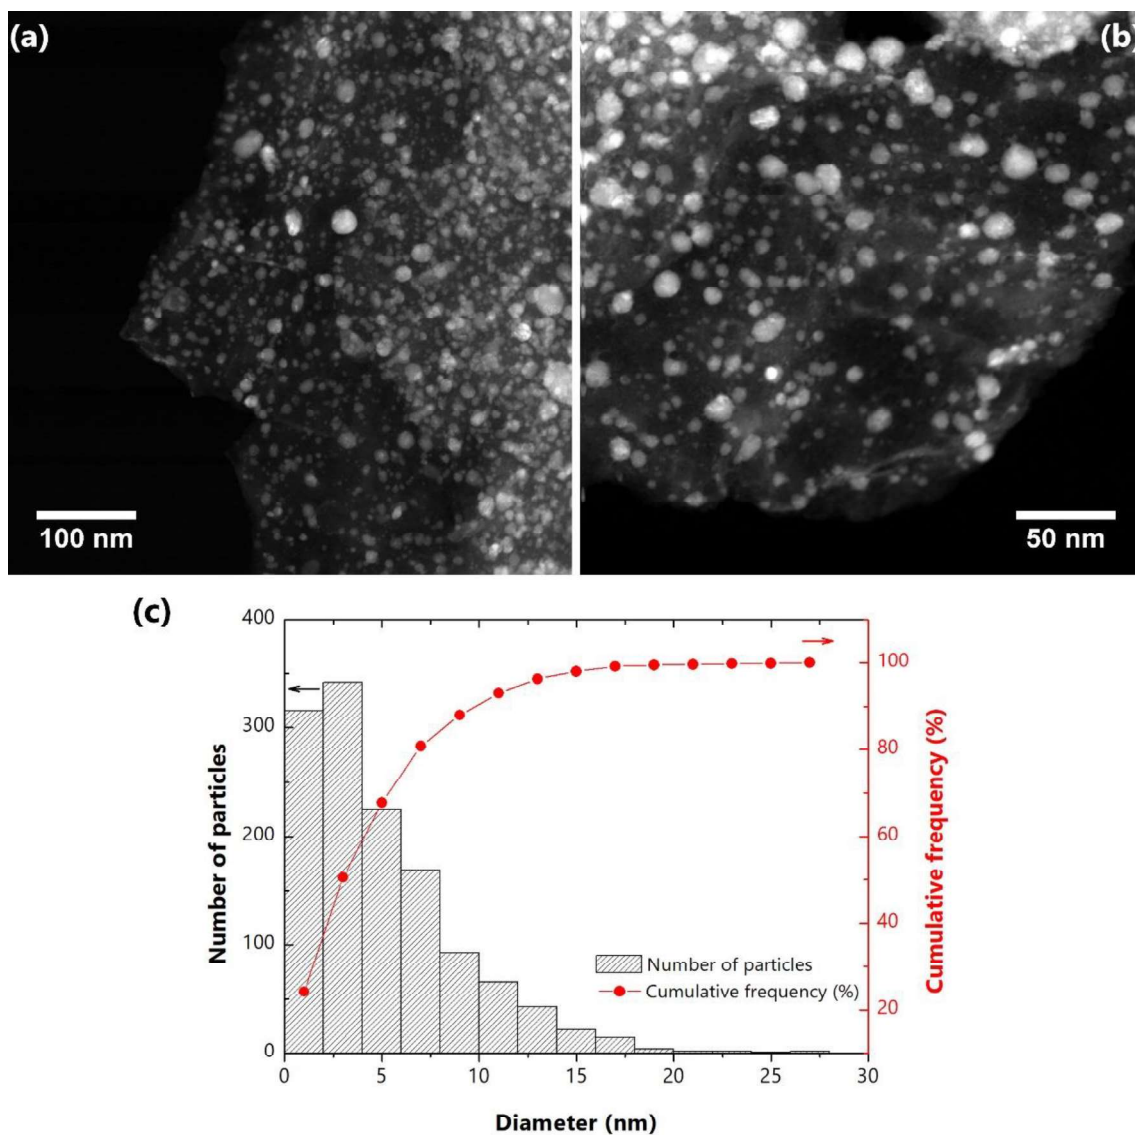 (a)
(b)
100 nm
50 nm
(c)
400
300
200
100
0
100
80
60
40
20
Number of particles
Cumulative frequency (%)
Number of particles
Cumulative frequency (%)
0
5
10
15
20
25
30
Diameter (nm)